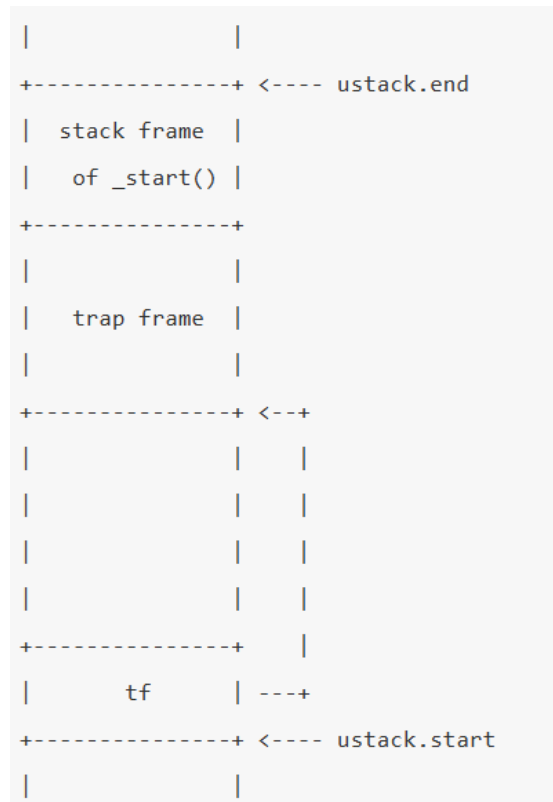 |               |
+---------------+ <---- ustack.end
|  stack frame  |
|   of _start() |
+---------------+
|               |
|   trap frame  |
|               |
+---------------+ <--+
|               |    |
|               |    |
|               |    |
|               |    |
+---------------+    |
|       tf      | ---+
+---------------+ <---- ustack.start
|               |